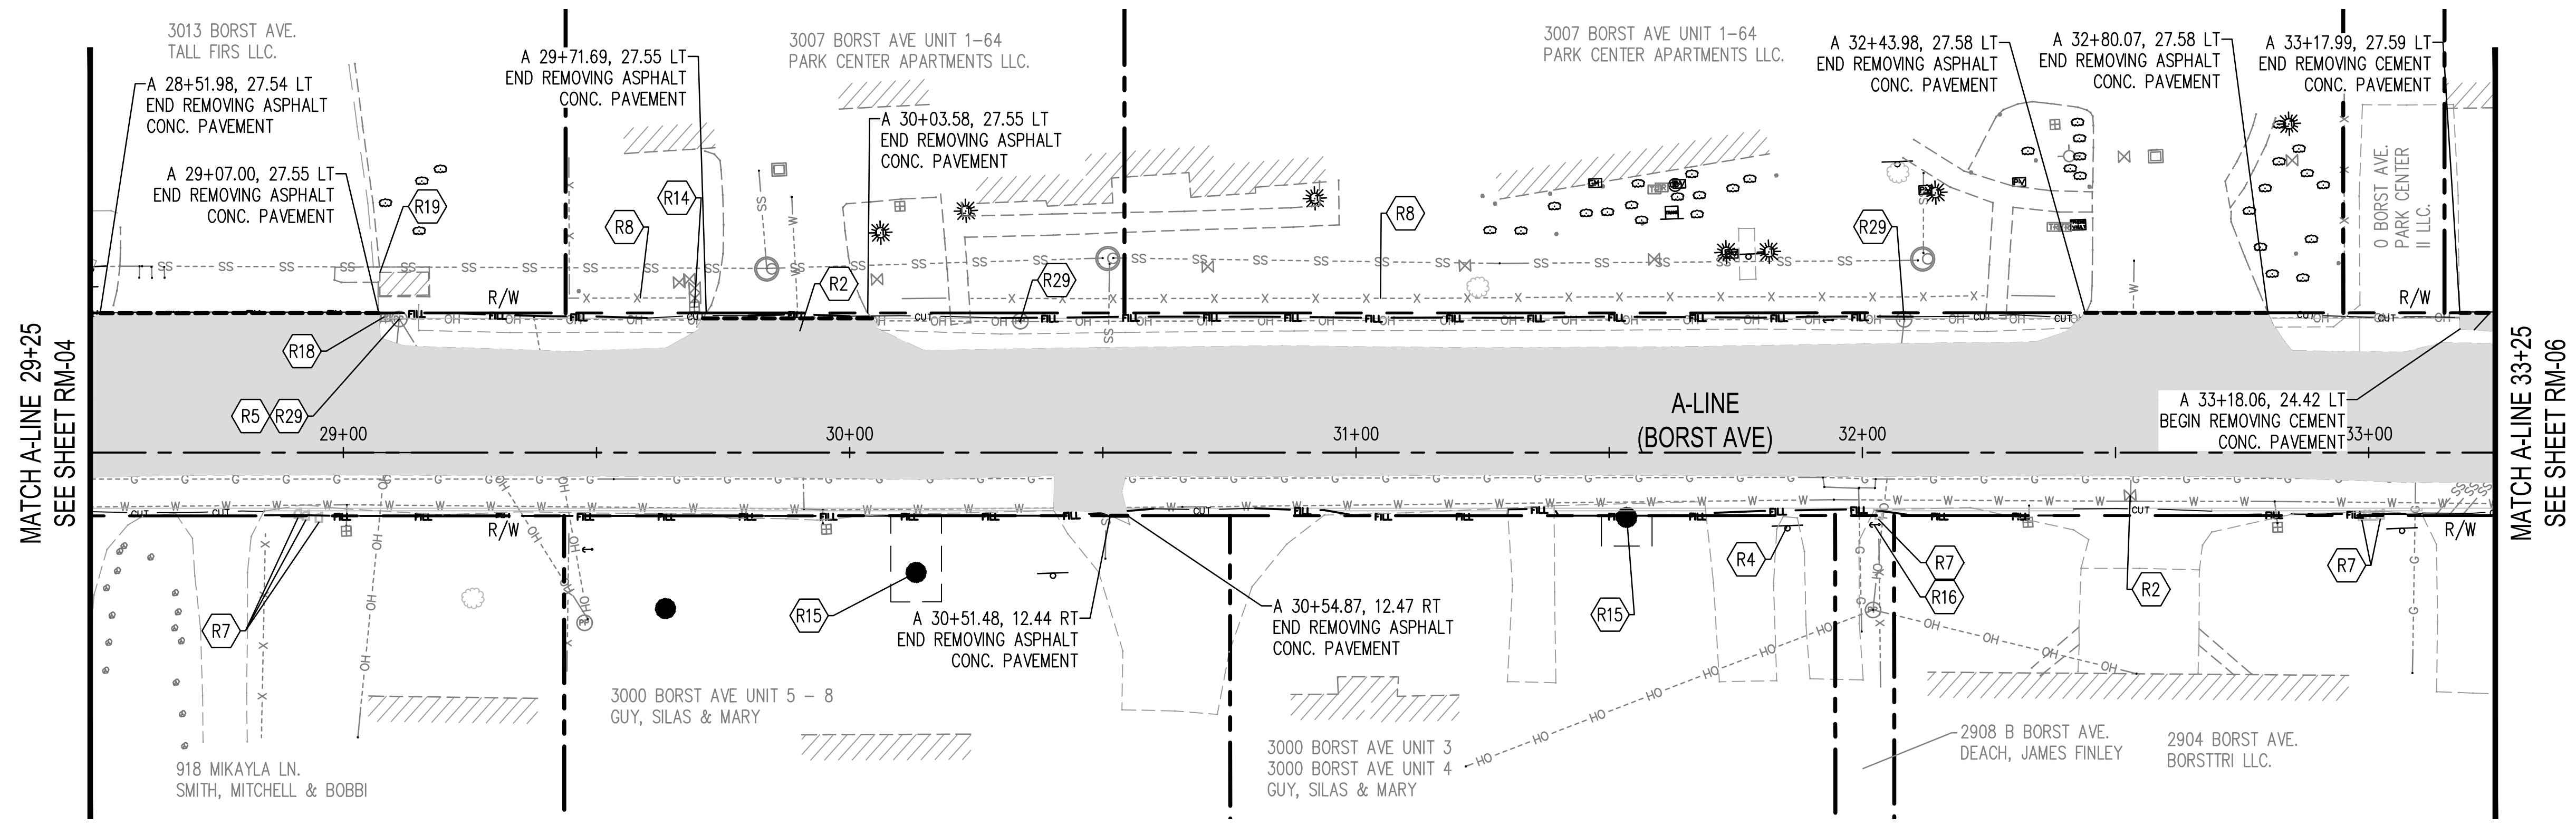 3013 BORST AVE.
TALL FIRS LLC.
A 28+51.98, 27.54 LT
END REMOVING ASPHALT
CONC. PAVEMENT
A 29+07.00, 27.55 LT
END REMOVING ASPHALT
CONC. PAVEMENT
A 29+71.69, 27.55 LT
END REMOVING ASPHALT
CONC. PAVEMENT
3007 BORST AVE UNIT 1-64
PARK CENTER APARTMENTS LLC.
A 30+03.58, 27.55 LT
END REMOVING ASPHALT
CONC. PAVEMENT
3007 BORST AVE UNIT 1-64
PARK CENTER APARTMENTS LLC.
A 32+43.98, 27.58 LT
END REMOVING ASPHALT
CONC. PAVEMENT
A 32+80.07, 27.58 LT
END REMOVING ASPHALT
CONC. PAVEMENT
A 33+17.99, 27.59 LT
END REMOVING CEMENT
CONC. PAVEMENT
0 BORST AVE.
PARK CENTER
II LLC.
R19
R8
R14
R2
R29
R8
R29
R/W
R/W
R18
R5
R29
MATCH A-LINE 29+25
SEE SHEET RM-04
MATCH A-LINE 33+25
SEE SHEET RM-06
A-LINE
(BORST AVE)
A 33+18.06, 24.42 LT
BEGIN REMOVING CEMENT
CONC. PAVEMENT
29+00
30+00
31+00
32+00
33+00
R/W
R/W
R7
R15
R15
R4
R7
R16
R2
R7
A 30+51.48, 12.44 RT
END REMOVING ASPHALT
CONC. PAVEMENT
A 30+54.87, 12.47 RT
END REMOVING ASPHALT
CONC. PAVEMENT
3000 BORST AVE UNIT 5 - 8
GUY, SILAS & MARY
918 MIKAYLA LN.
SMITH, MITCHELL & BOBBI
3000 BORST AVE UNIT 3
3000 BORST AVE UNIT 4
GUY, SILAS & MARY
2908 B BORST AVE.
DEACH, JAMES FINLEY
2904 BORST AVE.
BORSTTRI LLC.